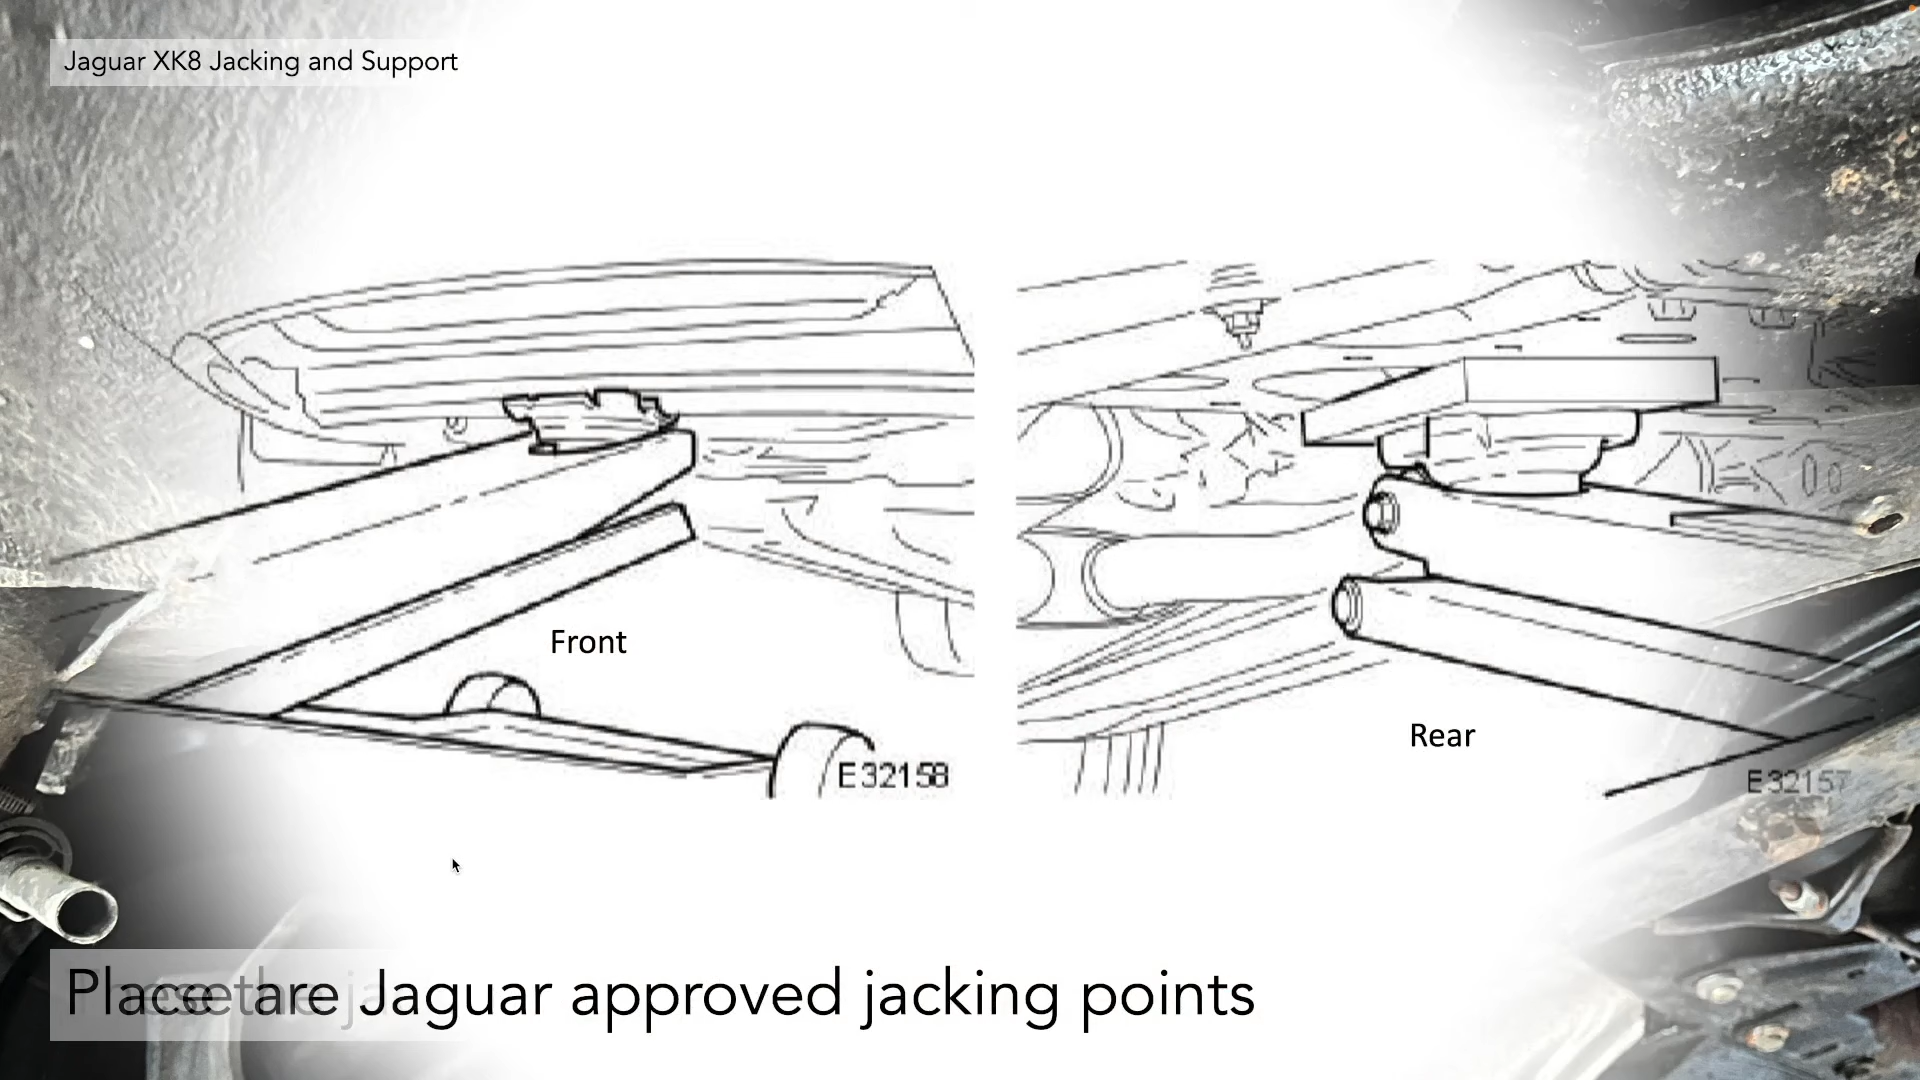 Jaguar XK8 Jacking and Support
Front
E32158
Rear
E32157
are Jaguar approved jacking points